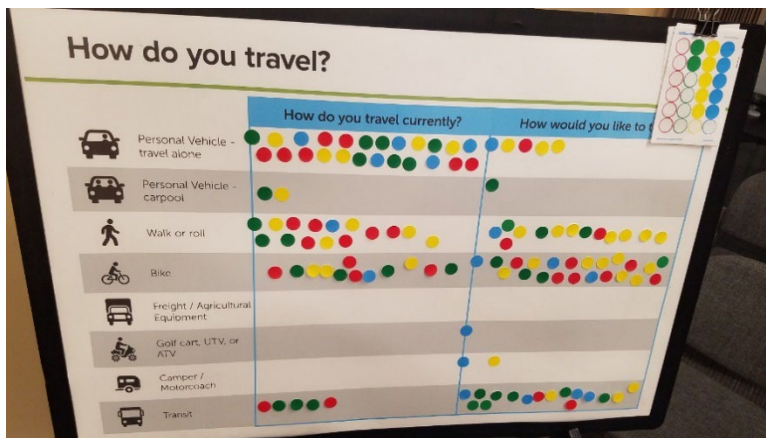 How do you travel?
How do you travel currently?
How would you like to t
Personal Vehicle -
travel alone
Personal Vehicle -
carpool
Walk or roll
Bike
Freight / Agricultural
Equipment
Golf cart, UTV, or
ATV
Camper /
Motorcoach
Transit